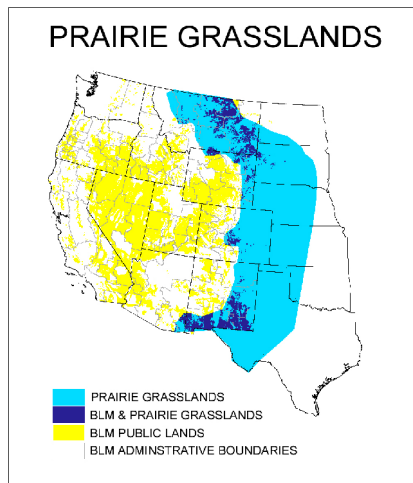 PRAIRIE GRASSLANDS
PRAIRIE GRASSLANDS
BLM & PRAIRIE GRASSLANDS
BLM PUBLIC LANDS
BLM ADMINSTRATIVE BOUNDARIES